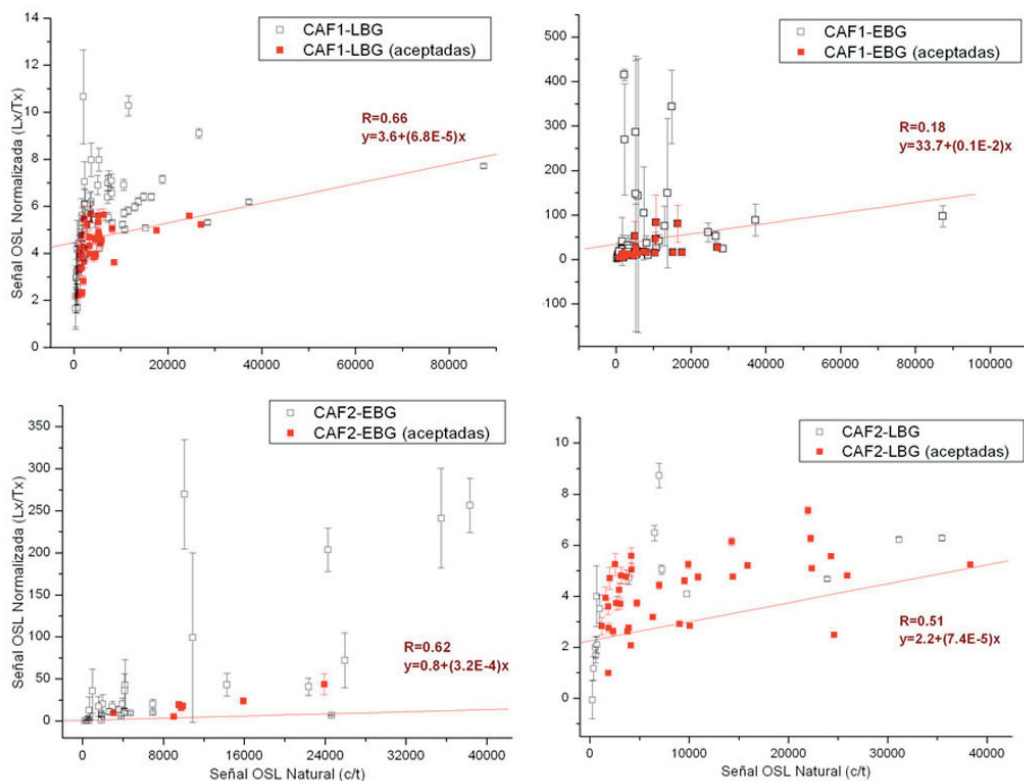 14
12
10
8
6
4
2
0
Señal OSL Normalizada (Lx/Tx)
CAF1-LBG
CAF1-LBG (aceptadas)
R=0.66
y=3.6+(6.8E-5)x
0 20000 40000 60000 80000
500
400
300
200
100
0
-100
CAF1-EBG
CAF1-EBG (aceptadas)
R=0.18
y=33.7+(0.1E-2)x
0 20000 40000 60000 80000 100000
350
300
250
200
150
100
50
0
Señal OSL Normalizada (Lx/Tx)
CAF2-EBG
CAF2-EBG (aceptadas)
R=0.62
y=0.8+(3.2E-4)x
0 8000 16000 24000 32000 40000
Señal OSL Natural (c/t)
10
8
6
4
2
0
CAF2-LBG
CAF2-LBG (aceptadas)
R=0.51
y=2.2+(7.4E-5)x
0 10000 20000 30000 40000
Señal OSL Natural (c/t)